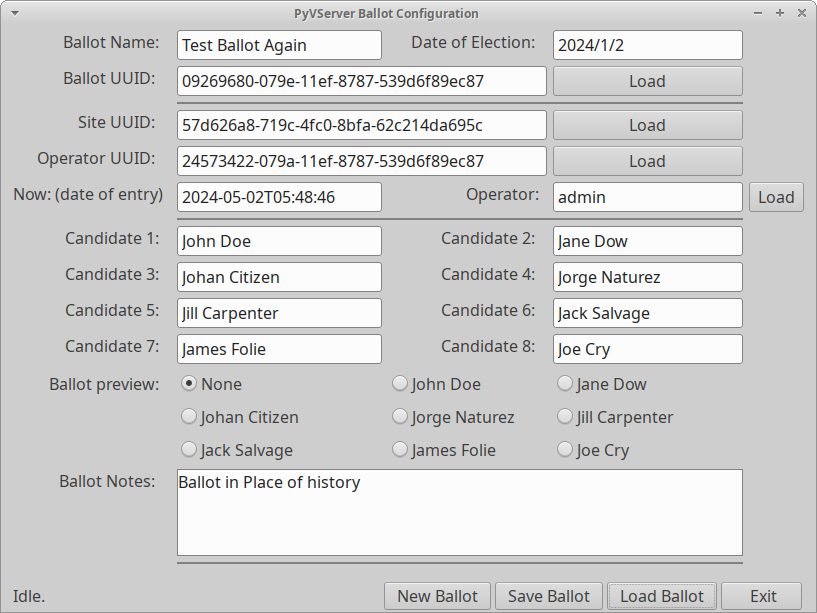 PyVServer Ballot Configuration
Ballot Name: Test Ballot Again Date of Election: 2024/1/2
Ballot UUID: 09269680-079e-11ef-8787-539d6f89ec87 Load
Site UUID: 57d626a8-719c-4fc0-8bfa-62c214da695c Load
Operator UUID: 24573422-079a-11ef-8787-539d6f89ec87 Load
Now: (date of entry) 2024-05-02T05:48:46 Operator: admin Load
Candidate 1: John Doe Candidate 2: Jane Dow
Candidate 3: Johan Citizen Candidate 4: Jorge Naturez
Candidate 5: Jill Carpenter Candidate 6: Jack Salvage
Candidate 7: James Folie Candidate 8: Joe Cry
Ballot preview: None John Doe Jane Dow
Johan Citizen Jorge Naturez Jill Carpenter
Jack Salvage James Folie Joe Cry
Ballot Notes: Ballot in Place of history
Idle. New Ballot Save Ballot Load Ballot Exit